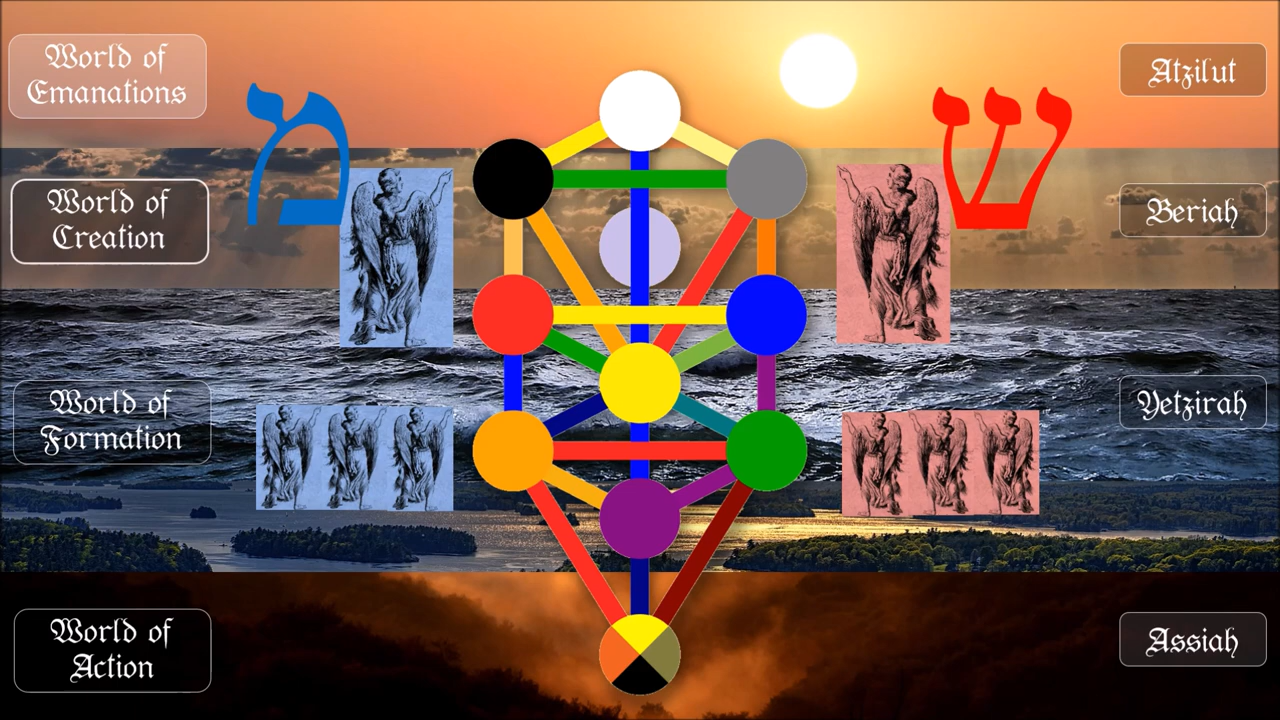 World of
Emanations
Atzilut
מ
ש
World of
Creation
Beriah
World of
Formation
Yetzirah
World of
Action
Assiah